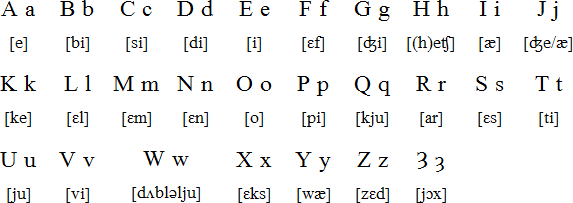 A a B b C c D d E e F f G g H h I i J j
[e] [bi] [si] [di] [i] [ɛf] [ʤi] [(h)eʧ] [æ] [ʤe/æ]
K k L l M m N n O o P p Q q R r S s T t
[ke] [ɛl] [ɛm] [ɛn] [o] [pi] [kju] [ar] [ɛs] [ti]
U u V v W w X x Y y Z z Ȝ ȝ
[ju] [vi] [dʌbləlju] [ɛks] [wæ] [zɛd] [jɔx]